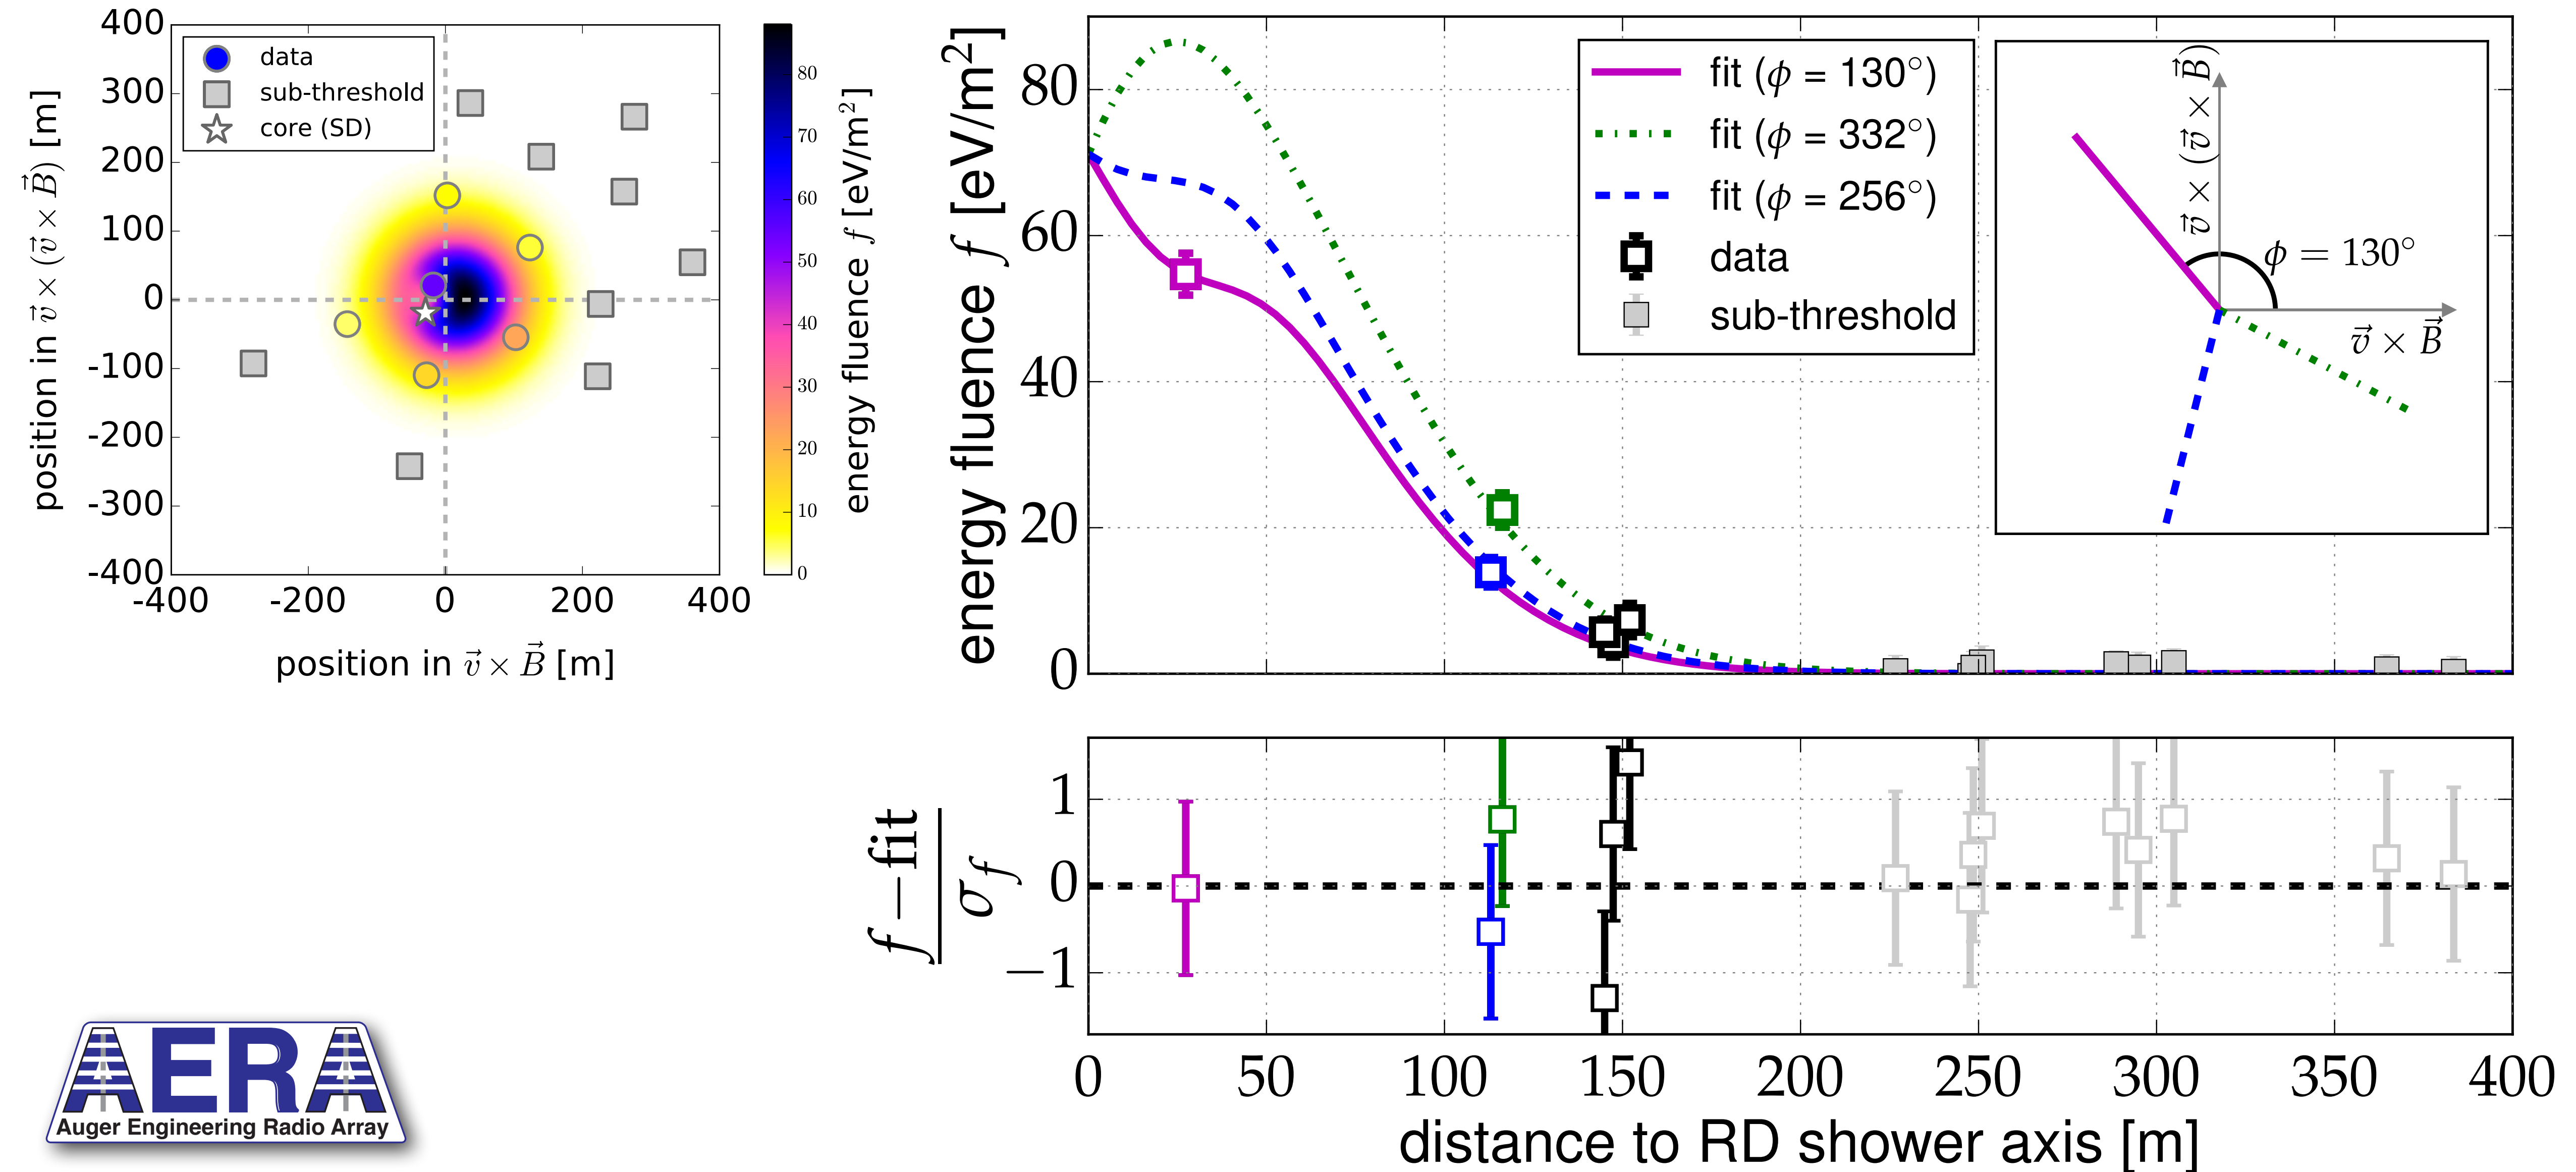 400
300
200
100
0
-100
-200
-300
-400
-400 -200 0 200 400
position in v⃗ × (v⃗ × B⃗) [m]
position in v⃗ × B⃗ [m]
data
sub-threshold
core (SD)
80
70
60
50
40
30
20
10
0
energy fluence f [eV/m²]
80
60
40
20
0
energy fluence f [eV/m²]
fit (ϕ = 130°)
fit (ϕ = 332°)
fit (ϕ = 256°)
data
sub-threshold
v⃗ × (v⃗ × B⃗)
ϕ = 130°
v⃗ × B⃗
1
0
−1
f−fit
σf
0 50 100 150 200 250 300 350 400
distance to RD shower axis [m]
AERA
Auger Engineering Radio Array